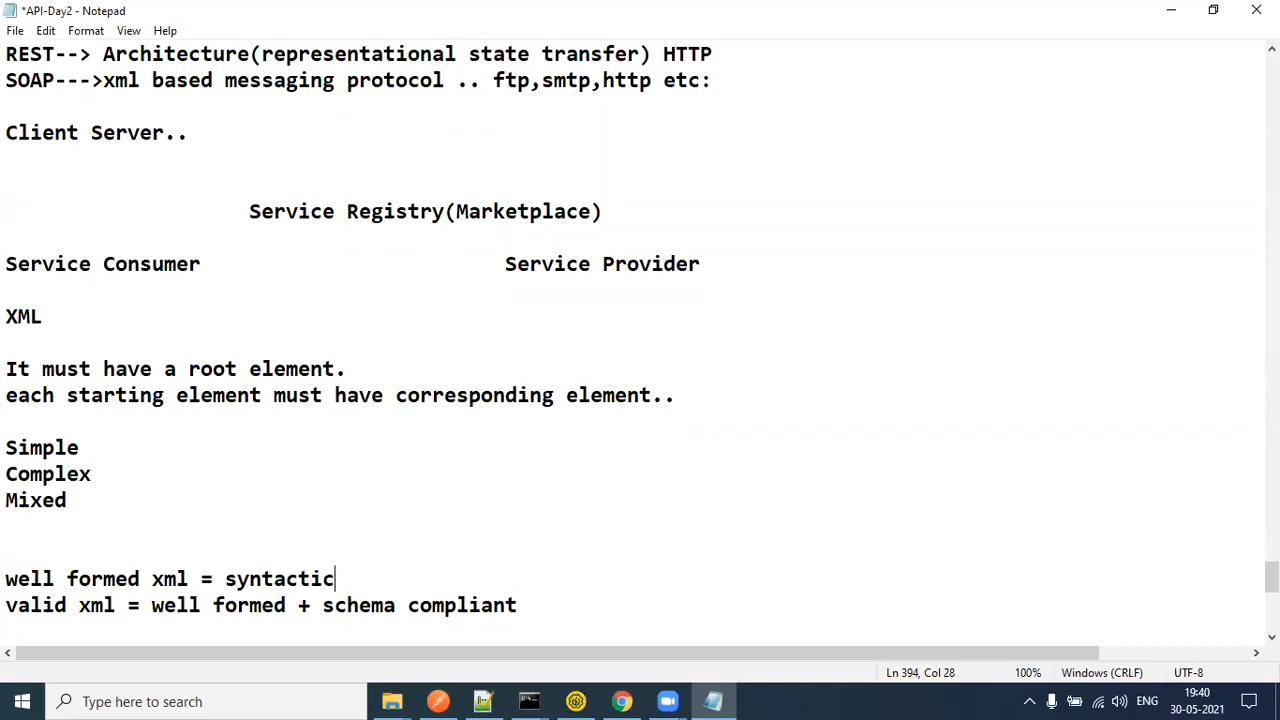 *API-Day2 - Notepad
File Edit Format View Help
REST--> Architecture(representational state transfer) HTTP
SOAP--->xml based messaging protocol .. ftp,smtp,http etc:
Client Server..
Service Registry(Marketplace)
Service Consumer Service Provider
XML
It must have a root element.
each starting element must have corresponding element..
Simple
Complex
Mixed
well formed xml = syntactic
valid xml = well formed + schema compliant
Ln 394, Col 28 100% Windows (CRLF) UTF-8
Type here to search
ENG
19:40
30-05-2021